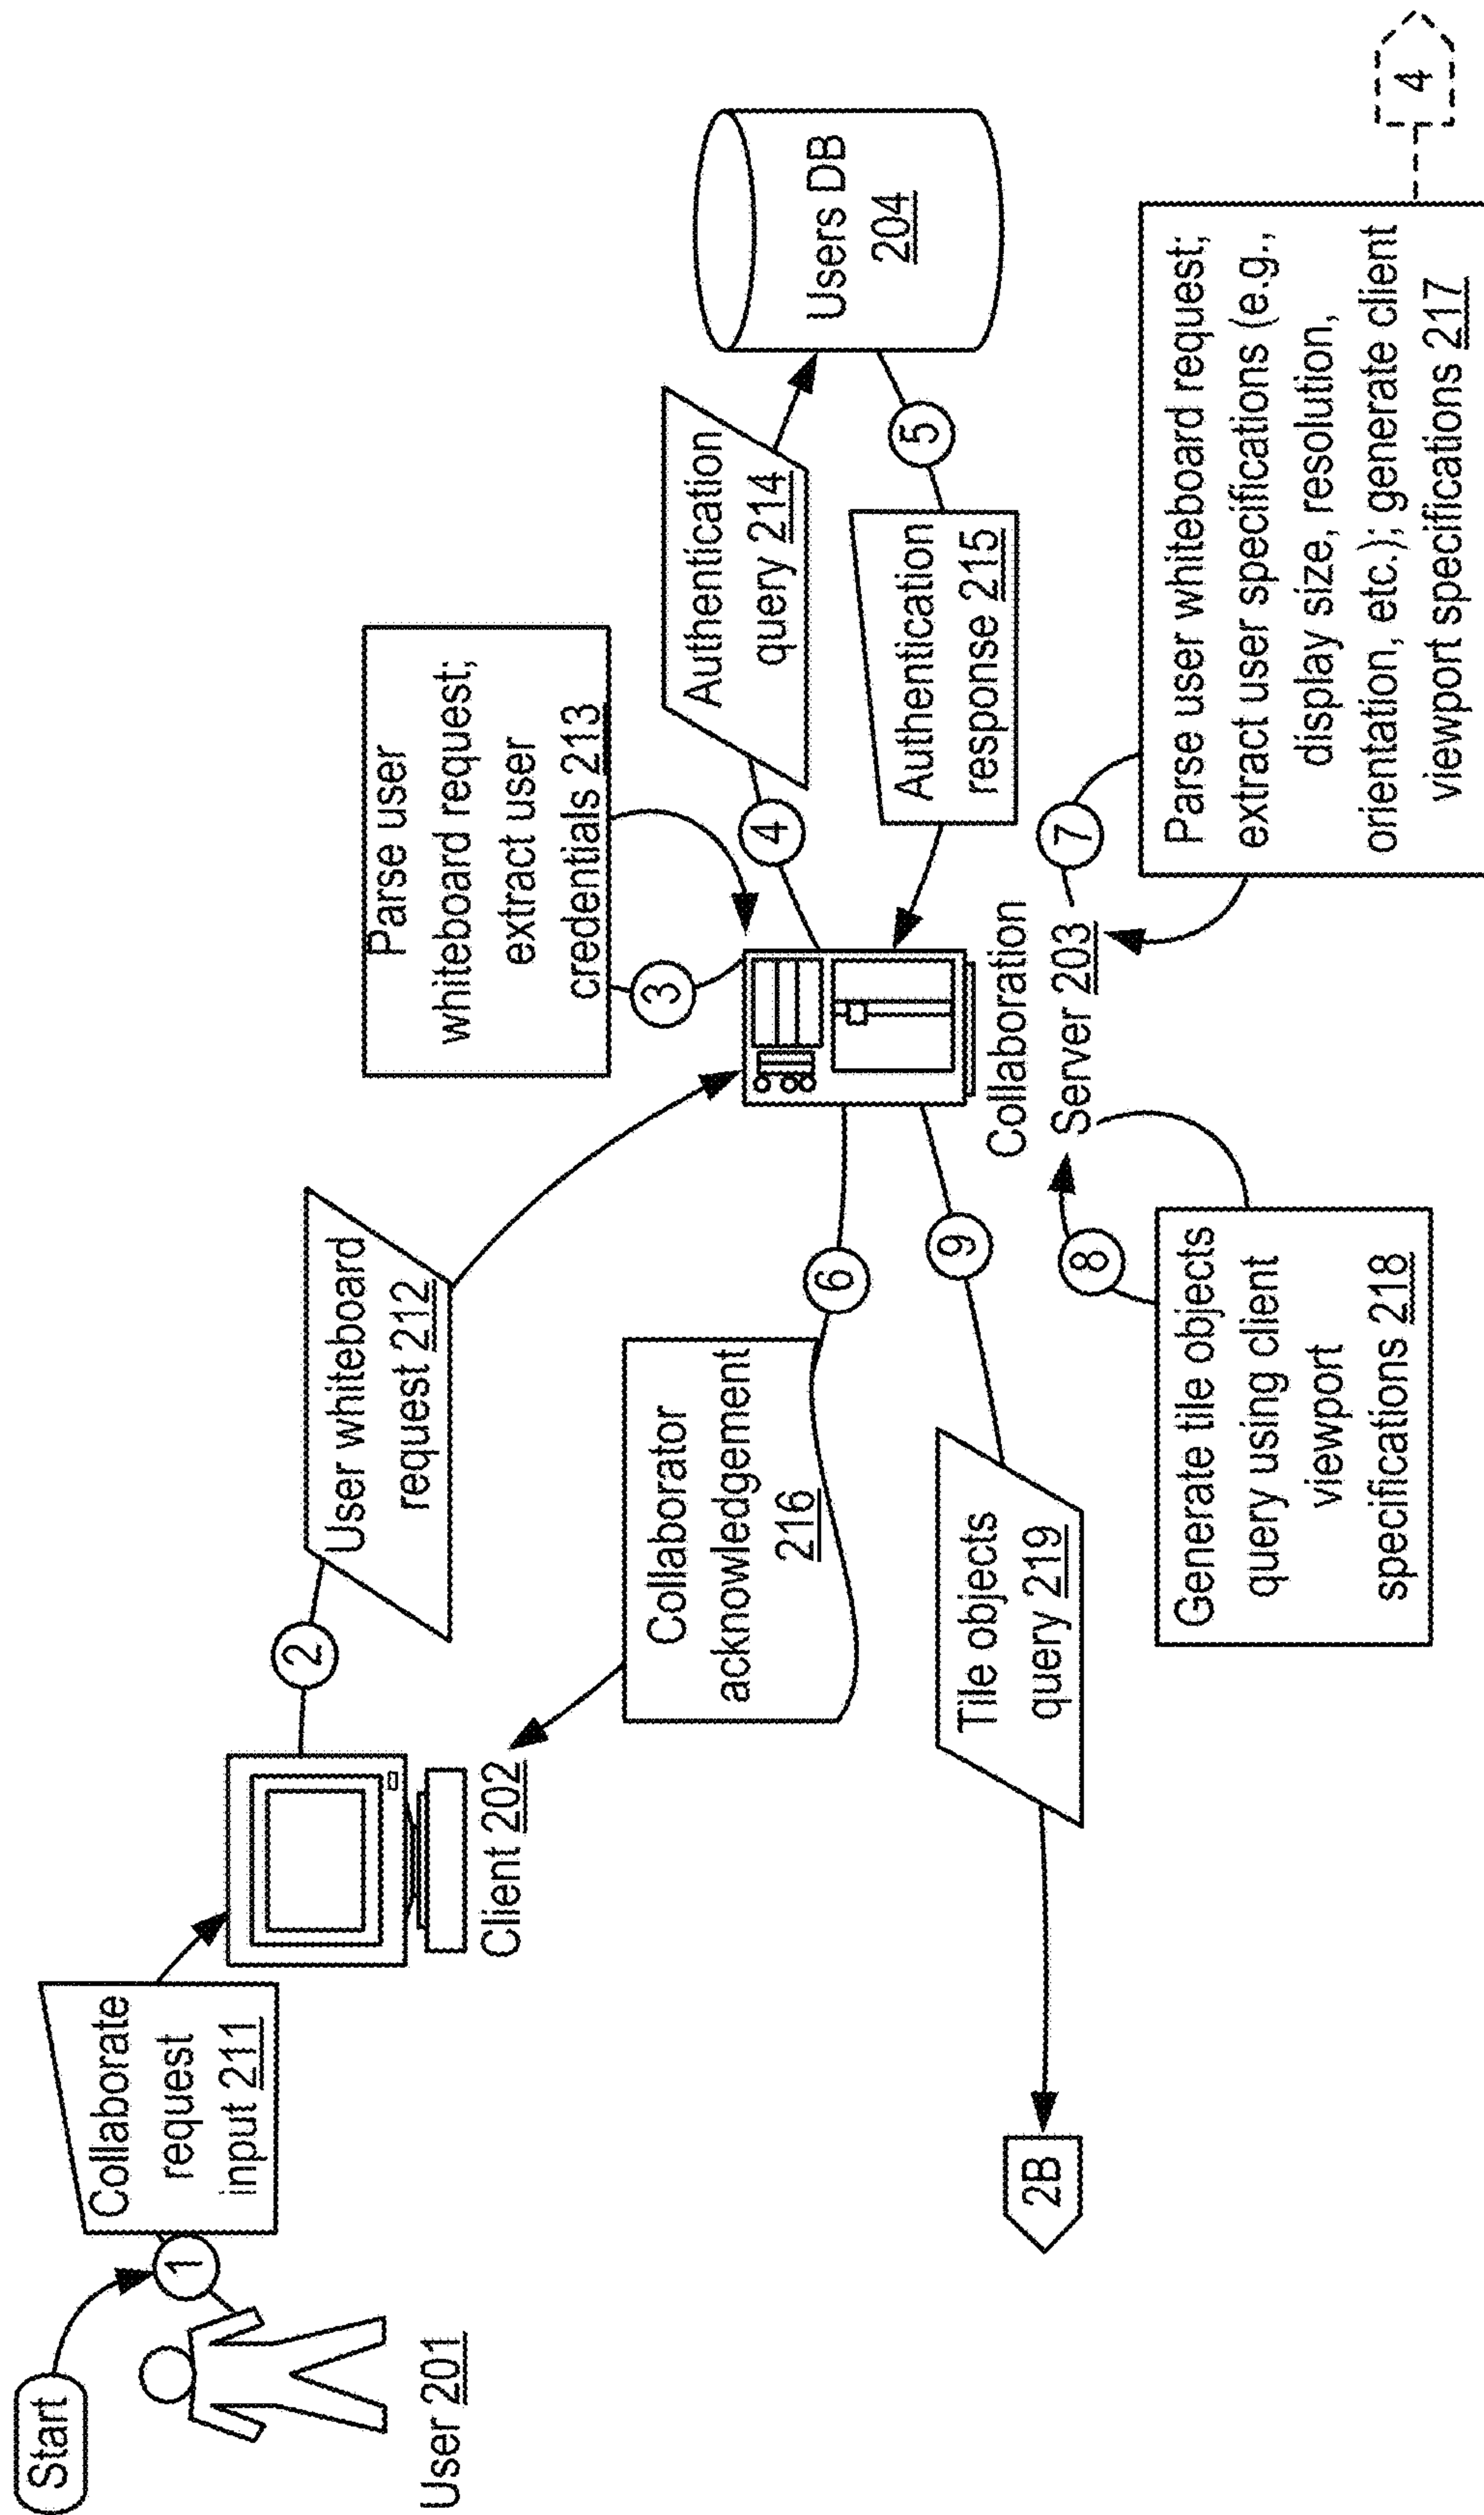 Start
1
User 201
Collaborate
request
input 211
Client 202
2
User whiteboard
request 212
Parse user
whiteboard request;
extract user
credentials 213
3
4
Authentication
query 214
Users DB
204
5
Authentication
response 215
Collaboration
Server 203
6
Collaborator
acknowledgement
216
7
Parse user whiteboard request;
extract user specifications (e.g.,
display size, resolution,
orientation, etc.); generate client
viewport specifications 217
4
8
Generate tile objects
query using client
viewport
specifications 218
9
Tile objects
query 219
2B